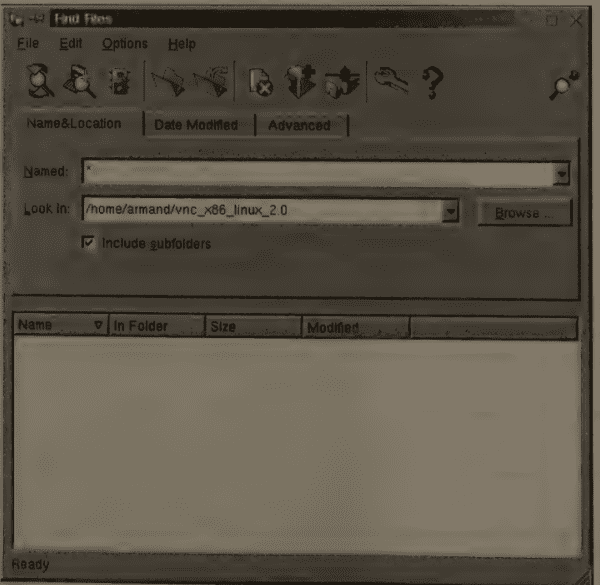 Find Files
File Edit Options Help
Name&Location Date Modified Advanced
Named: *
Look in: /home/armand/vnc_x86_linux_2.0 Browse ...
Include subfolders
Name In Folder Size Modified
Ready